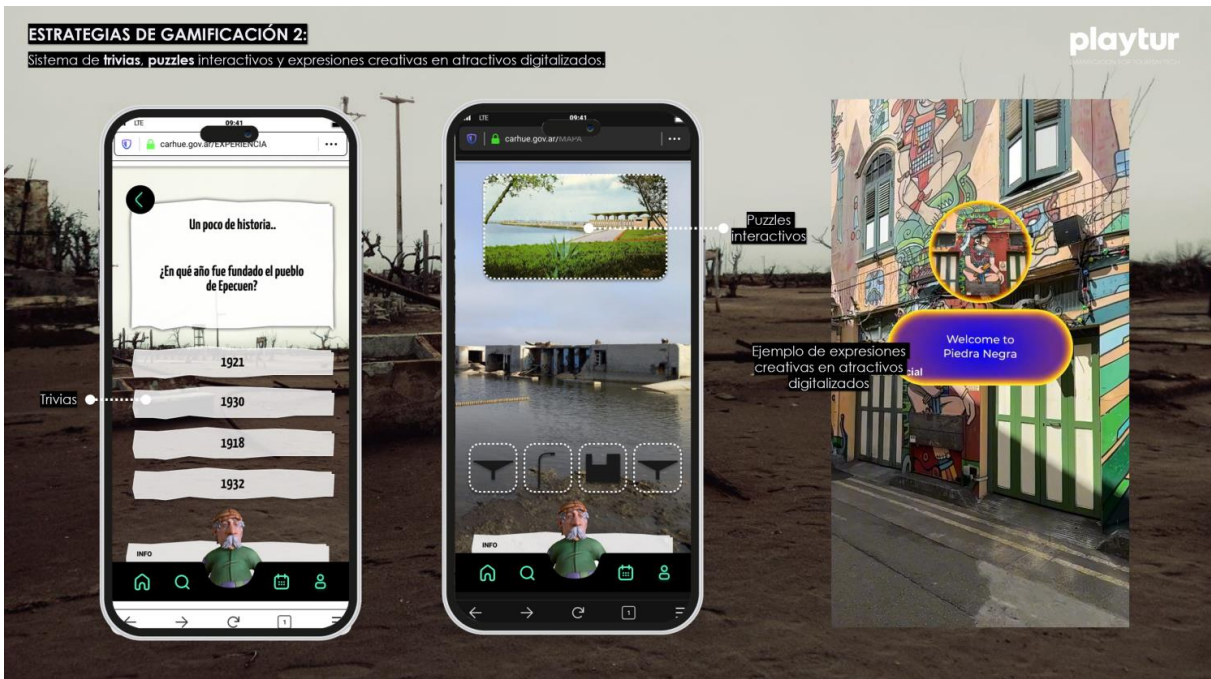 ESTRATEGIAS DE GAMIFICACIÓN 2:
Sistema de trivias, puzzles interactivos y expresiones creativas en atractivos digitalizados.
playtur
LTE
09:41
carhue.gov.ar/EXPERIENCIA
Un poco de historia..
¿En qué año fue fundado el pueblo
de Epecuen?
1921
1930
1918
1932
INFO
1
Trivias
LTE
09:41
carhue.gov.ar/MAPA
INFO
1
Puzzles
interactivos
Ejemplo de expresiones
creativas en atractivos
digitalizados
Welcome to
Piedra Negra
cial